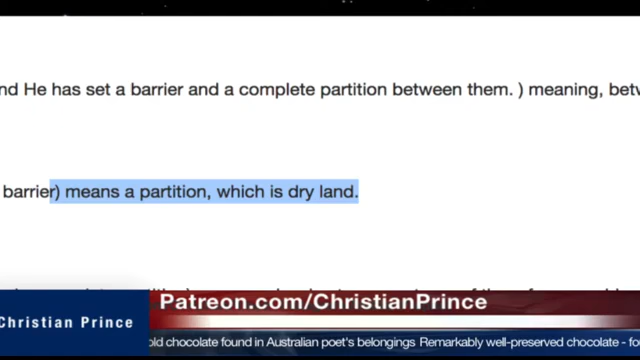 nd He has set a barrier and a complete partition between them. ) meaning, betw
barrier) means a partition, which is dry land.
Patreon.com/ChristianPrince
Christian Prince
old chocolate found in Australian poet's belongings Remarkably well-preserved chocolate - fo